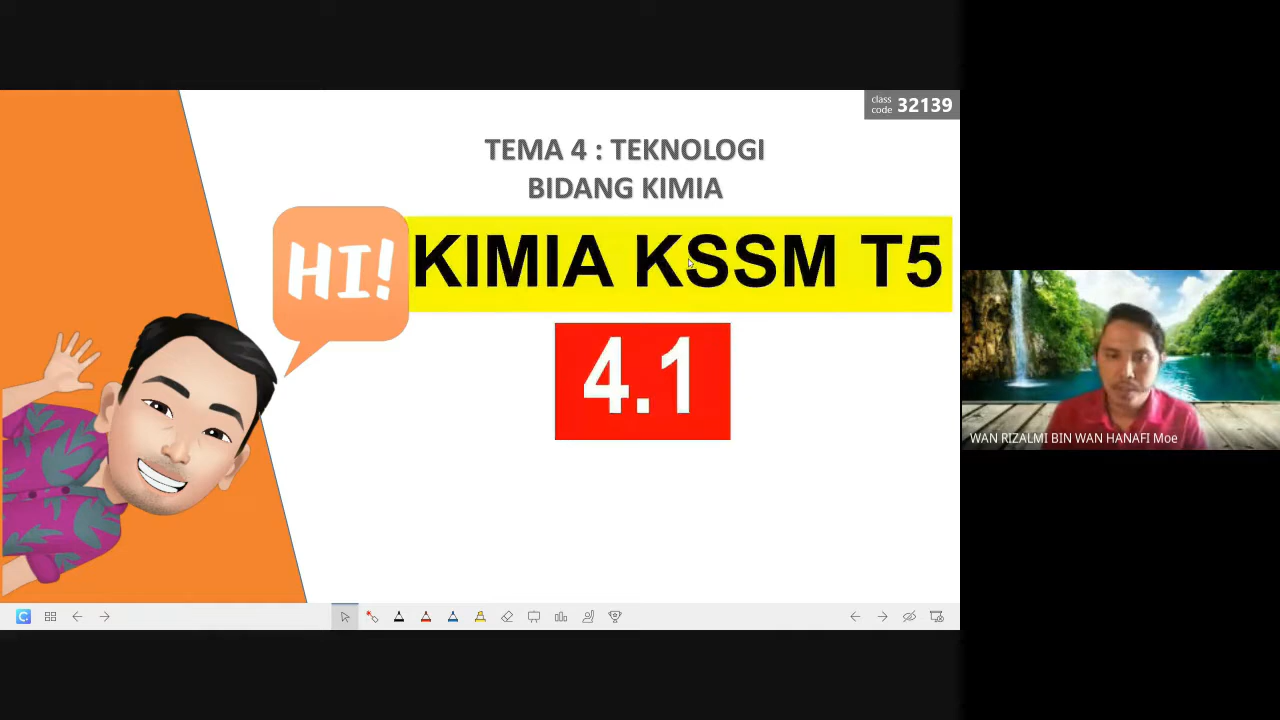 class
code 32139
TEMA 4 : TEKNOLOGI
BIDANG KIMIA
HI!
KIMIA KSSM T5
4.1
WAN RIZALMI BIN WAN HANAFI Moe